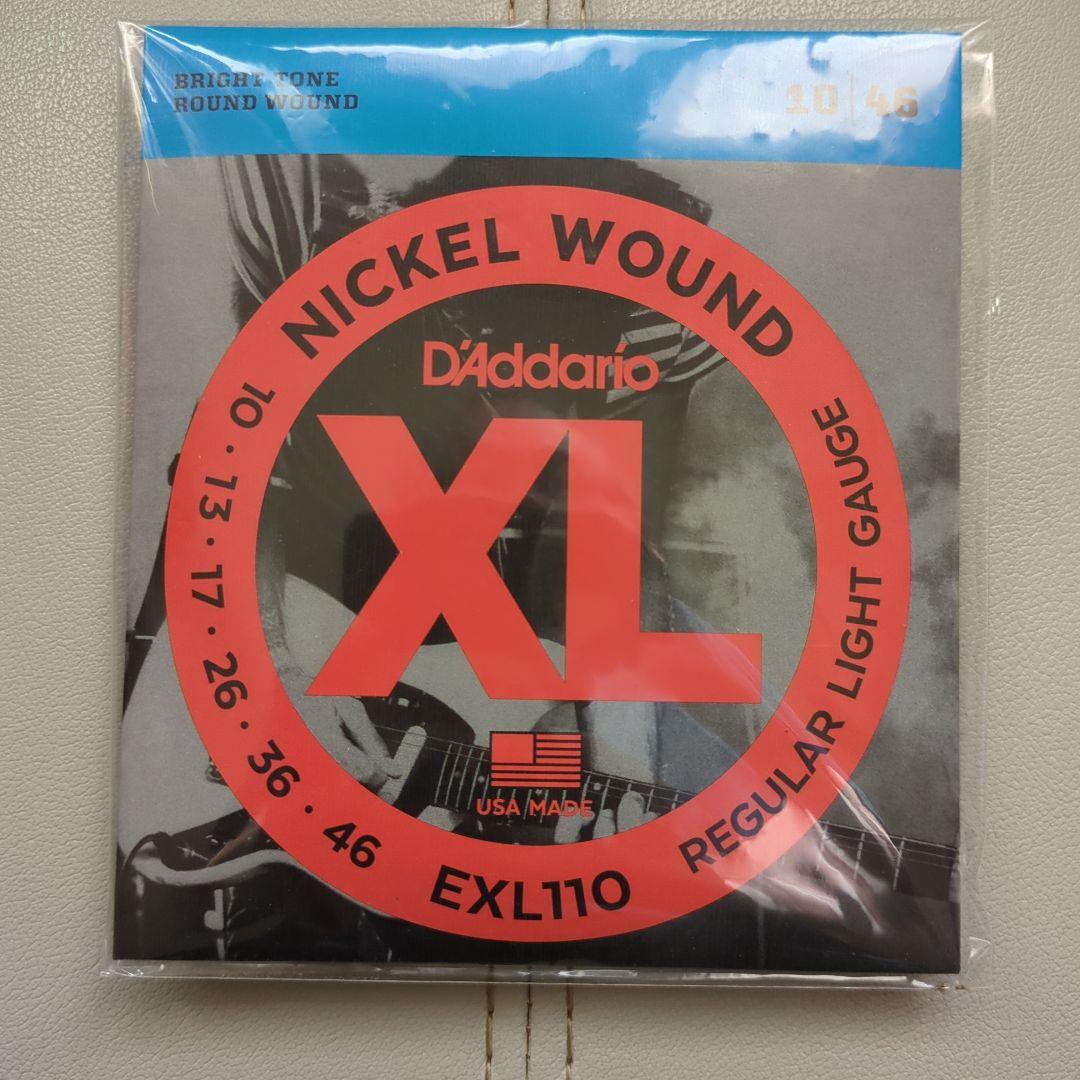 BRIGHT TONE
ROUND WOUND
10|46
NICKEL WOUND
D'Addario
XL
USA MADE
10 · 13 · 17 · 26 · 36 · 46
EXL110
REGULAR LIGHT GAUGE